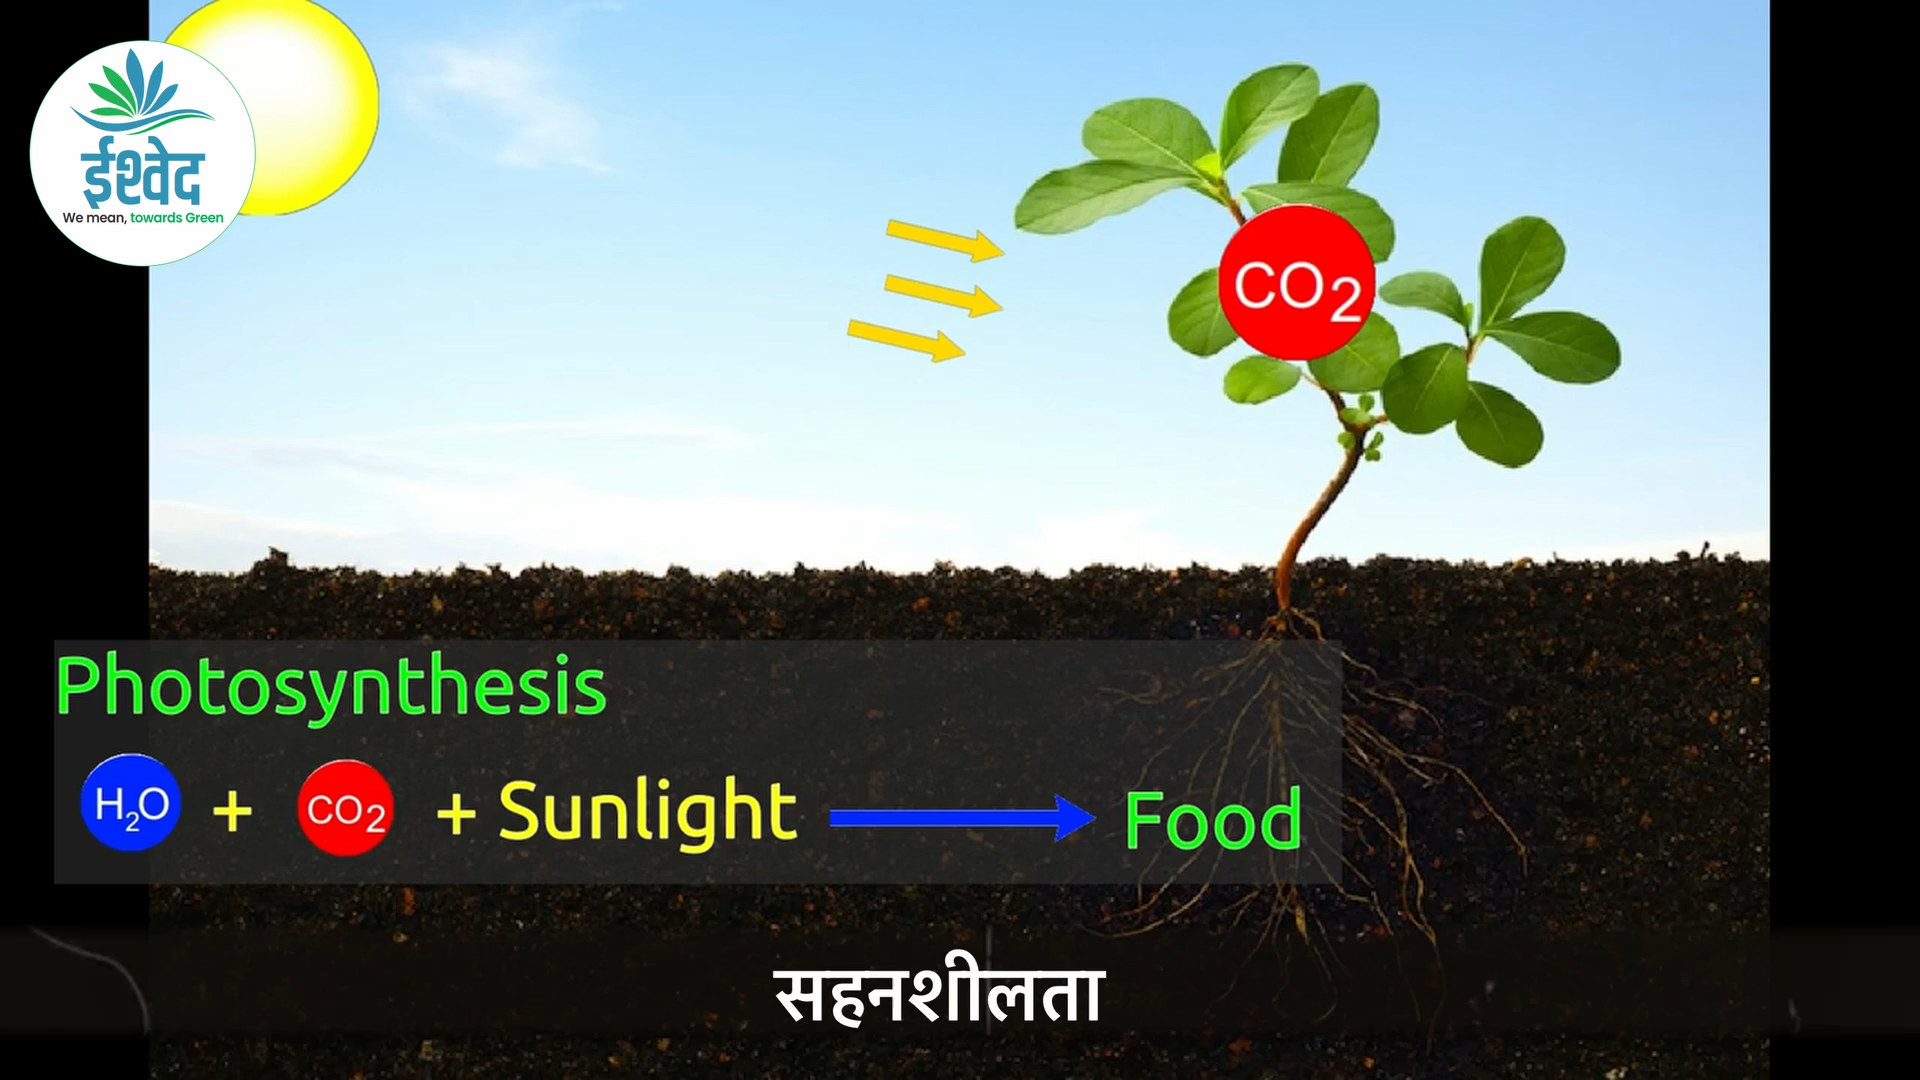 ईश्वेद
We mean, towards Green
CO2
Photosynthesis
H2O + CO2 + Sunlight Food
सहनशीलता